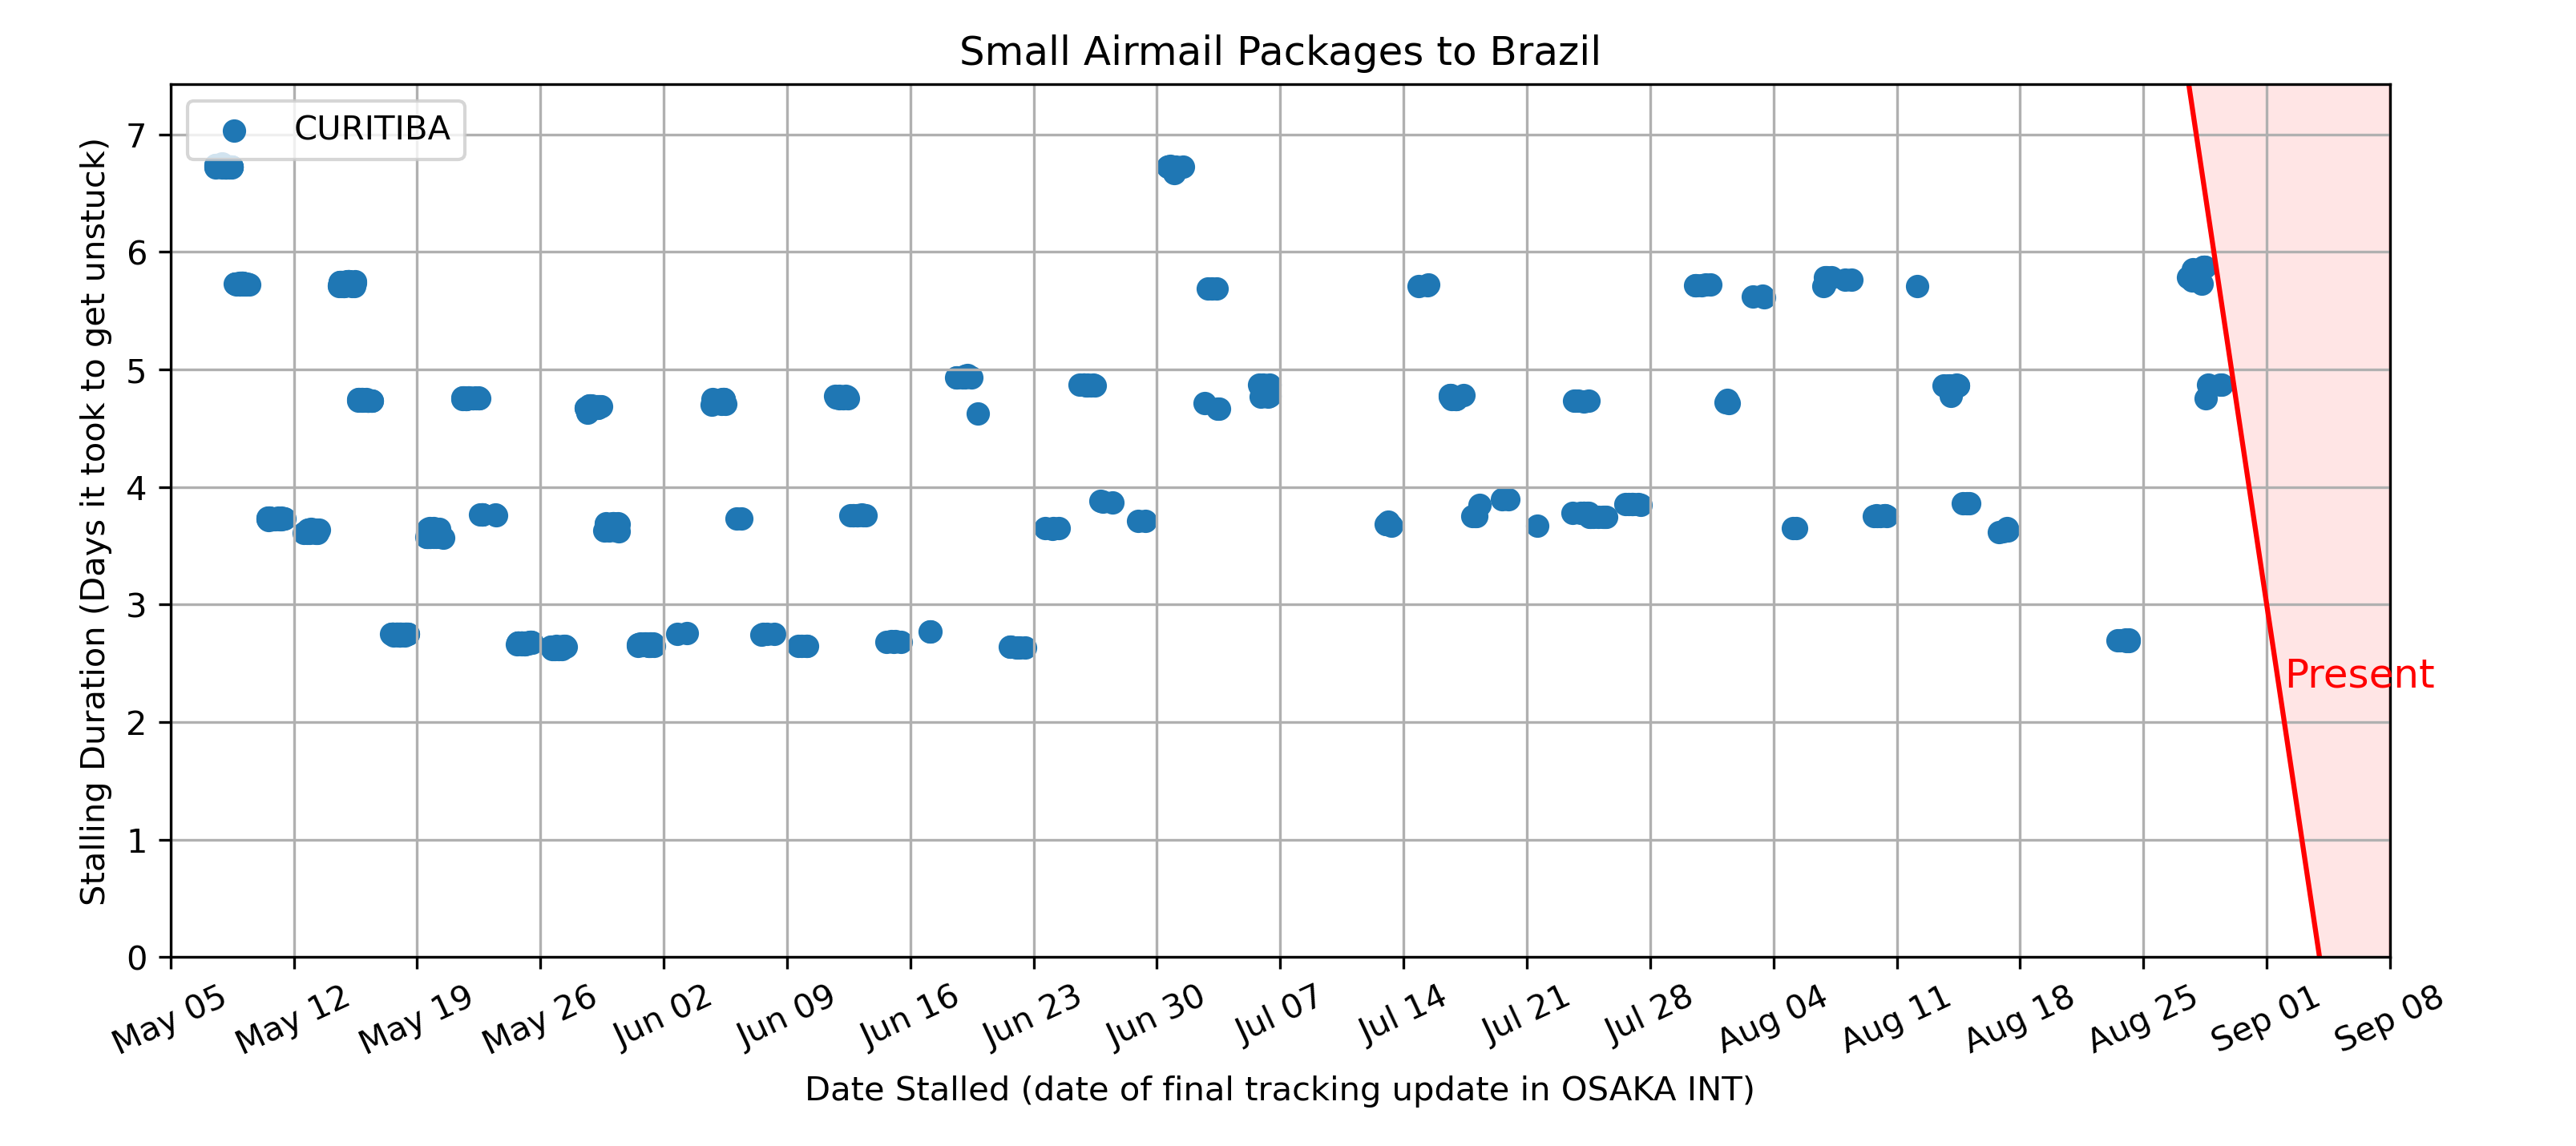 Small Airmail Packages to Brazil
CURITIBA
Stalling Duration (Days it took to get unstuck)
7
6
5
4
3
2
1
0
Present
May 05
May 12
May 19
May 26
Jun 02
Jun 09
Jun 16
Jun 23
Jun 30
Jul 07
Jul 14
Jul 21
Jul 28
Aug 04
Aug 11
Aug 18
Aug 25
Sep 01
Sep 08
Date Stalled (date of final tracking update in OSAKA INT)